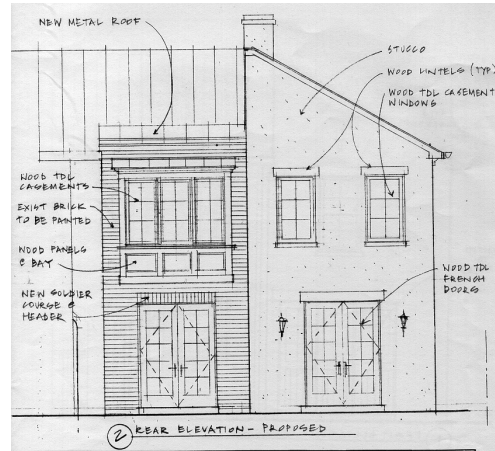 NEW METAL ROOF
STUCCO
WOOD LINTELS (TYP.)
WOOD TDL CASEMENT
WINDOWS
WOOD TDL
CASEMENTS
EXIST BRICK
TO BE PAINTED
WOOD PANELS
@ BAY
NEW SOLDIER
COURSE @
HEADER
WOOD TDL
FRENCH
DOORS
2 REAR ELEVATION - PROPOSED